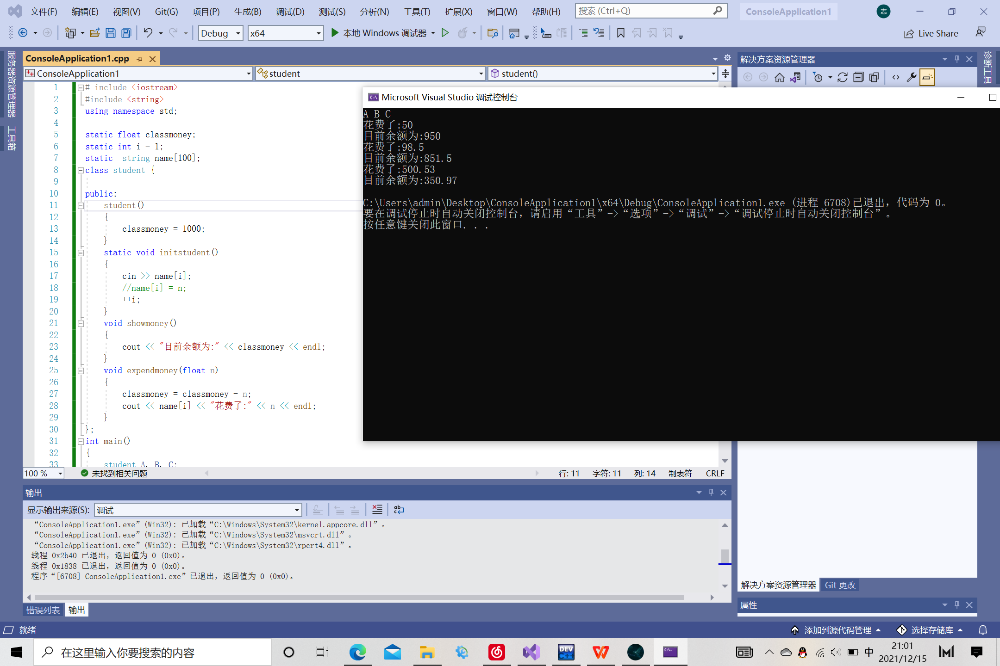 文件(F) 编辑(E) 视图(V) Git(G) 项目(P) 生成(B) 调试(D) 测试(S) 分析(N) 工具(T) 扩展(X) 窗口(W) 帮助(H) 搜索 (Ctrl+Q) ConsoleApplication1 志
Debug x64 本地 Windows 调试器 Live Share
服务器资源管理器
工具箱
ConsoleApplication1.cpp
ConsoleApplication1 student student()
1 # include <iostream>
2 #include <string>
3 using namespace std;
4
5 static float classmoney;
6 static int i = 1;
7 static  string name[100];
8 class student {
9
10 public:
11 student()
12 {
13 classmoney = 1000;
14 }
15 static void initstudent()
16 {
17 cin >> name[i];
18 //name[i] = n;
19 ++i;
20 }
21 void showmoney()
22 {
23 cout << "目前余额为:" << classmoney << endl;
24 }
25 void expendmoney(float n)
26 {
27 classmoney = classmoney - n;
28 cout << name[i] << "花费了:" << n << endl;
29 }
30 };
31 int main()
32 {
33 student A, B, C;
100 % 未找到相关问题 行: 11 字符: 11 列: 14 制表符 CRLF
Microsoft Visual Studio 调试控制台
A B C
花费了:50
目前余额为:950
花费了:98.5
目前余额为:851.5
花费了:500.53
目前余额为:350.97
C:\Users\admin\Desktop\ConsoleApplication1\x64\Debug\ConsoleApplication1.exe (进程 6708)已退出，代码为 0。
要在调试停止时自动关闭控制台，请启用“工具”->“选项”->“调试”->“调试停止时自动关闭控制台”。
按任意键关闭此窗口. . .
解决方案资源管理器
诊断工具
输出
显示输出来源(S): 调试
“ConsoleApplication1.exe”(Win32): 已加载“C:\Windows\System32\kernel.appcore.dll”。
“ConsoleApplication1.exe”(Win32): 已加载“C:\Windows\System32\msvcrt.dll”。
“ConsoleApplication1.exe”(Win32): 已加载“C:\Windows\System32\rpcrt4.dll”。
线程 0x2b40 已退出，返回值为 0 (0x0)。
线程 0x1838 已退出，返回值为 0 (0x0)。
程序“[6708] ConsoleApplication1.exe”已退出，返回值为 0 (0x0)。
错误列表 输出
解决方案资源管理器 Git 更改
属性
就绪 添加到源代码管理 选择存储库
在这里输入你要搜索的内容
DEV C++
中
21:01
2021/12/15